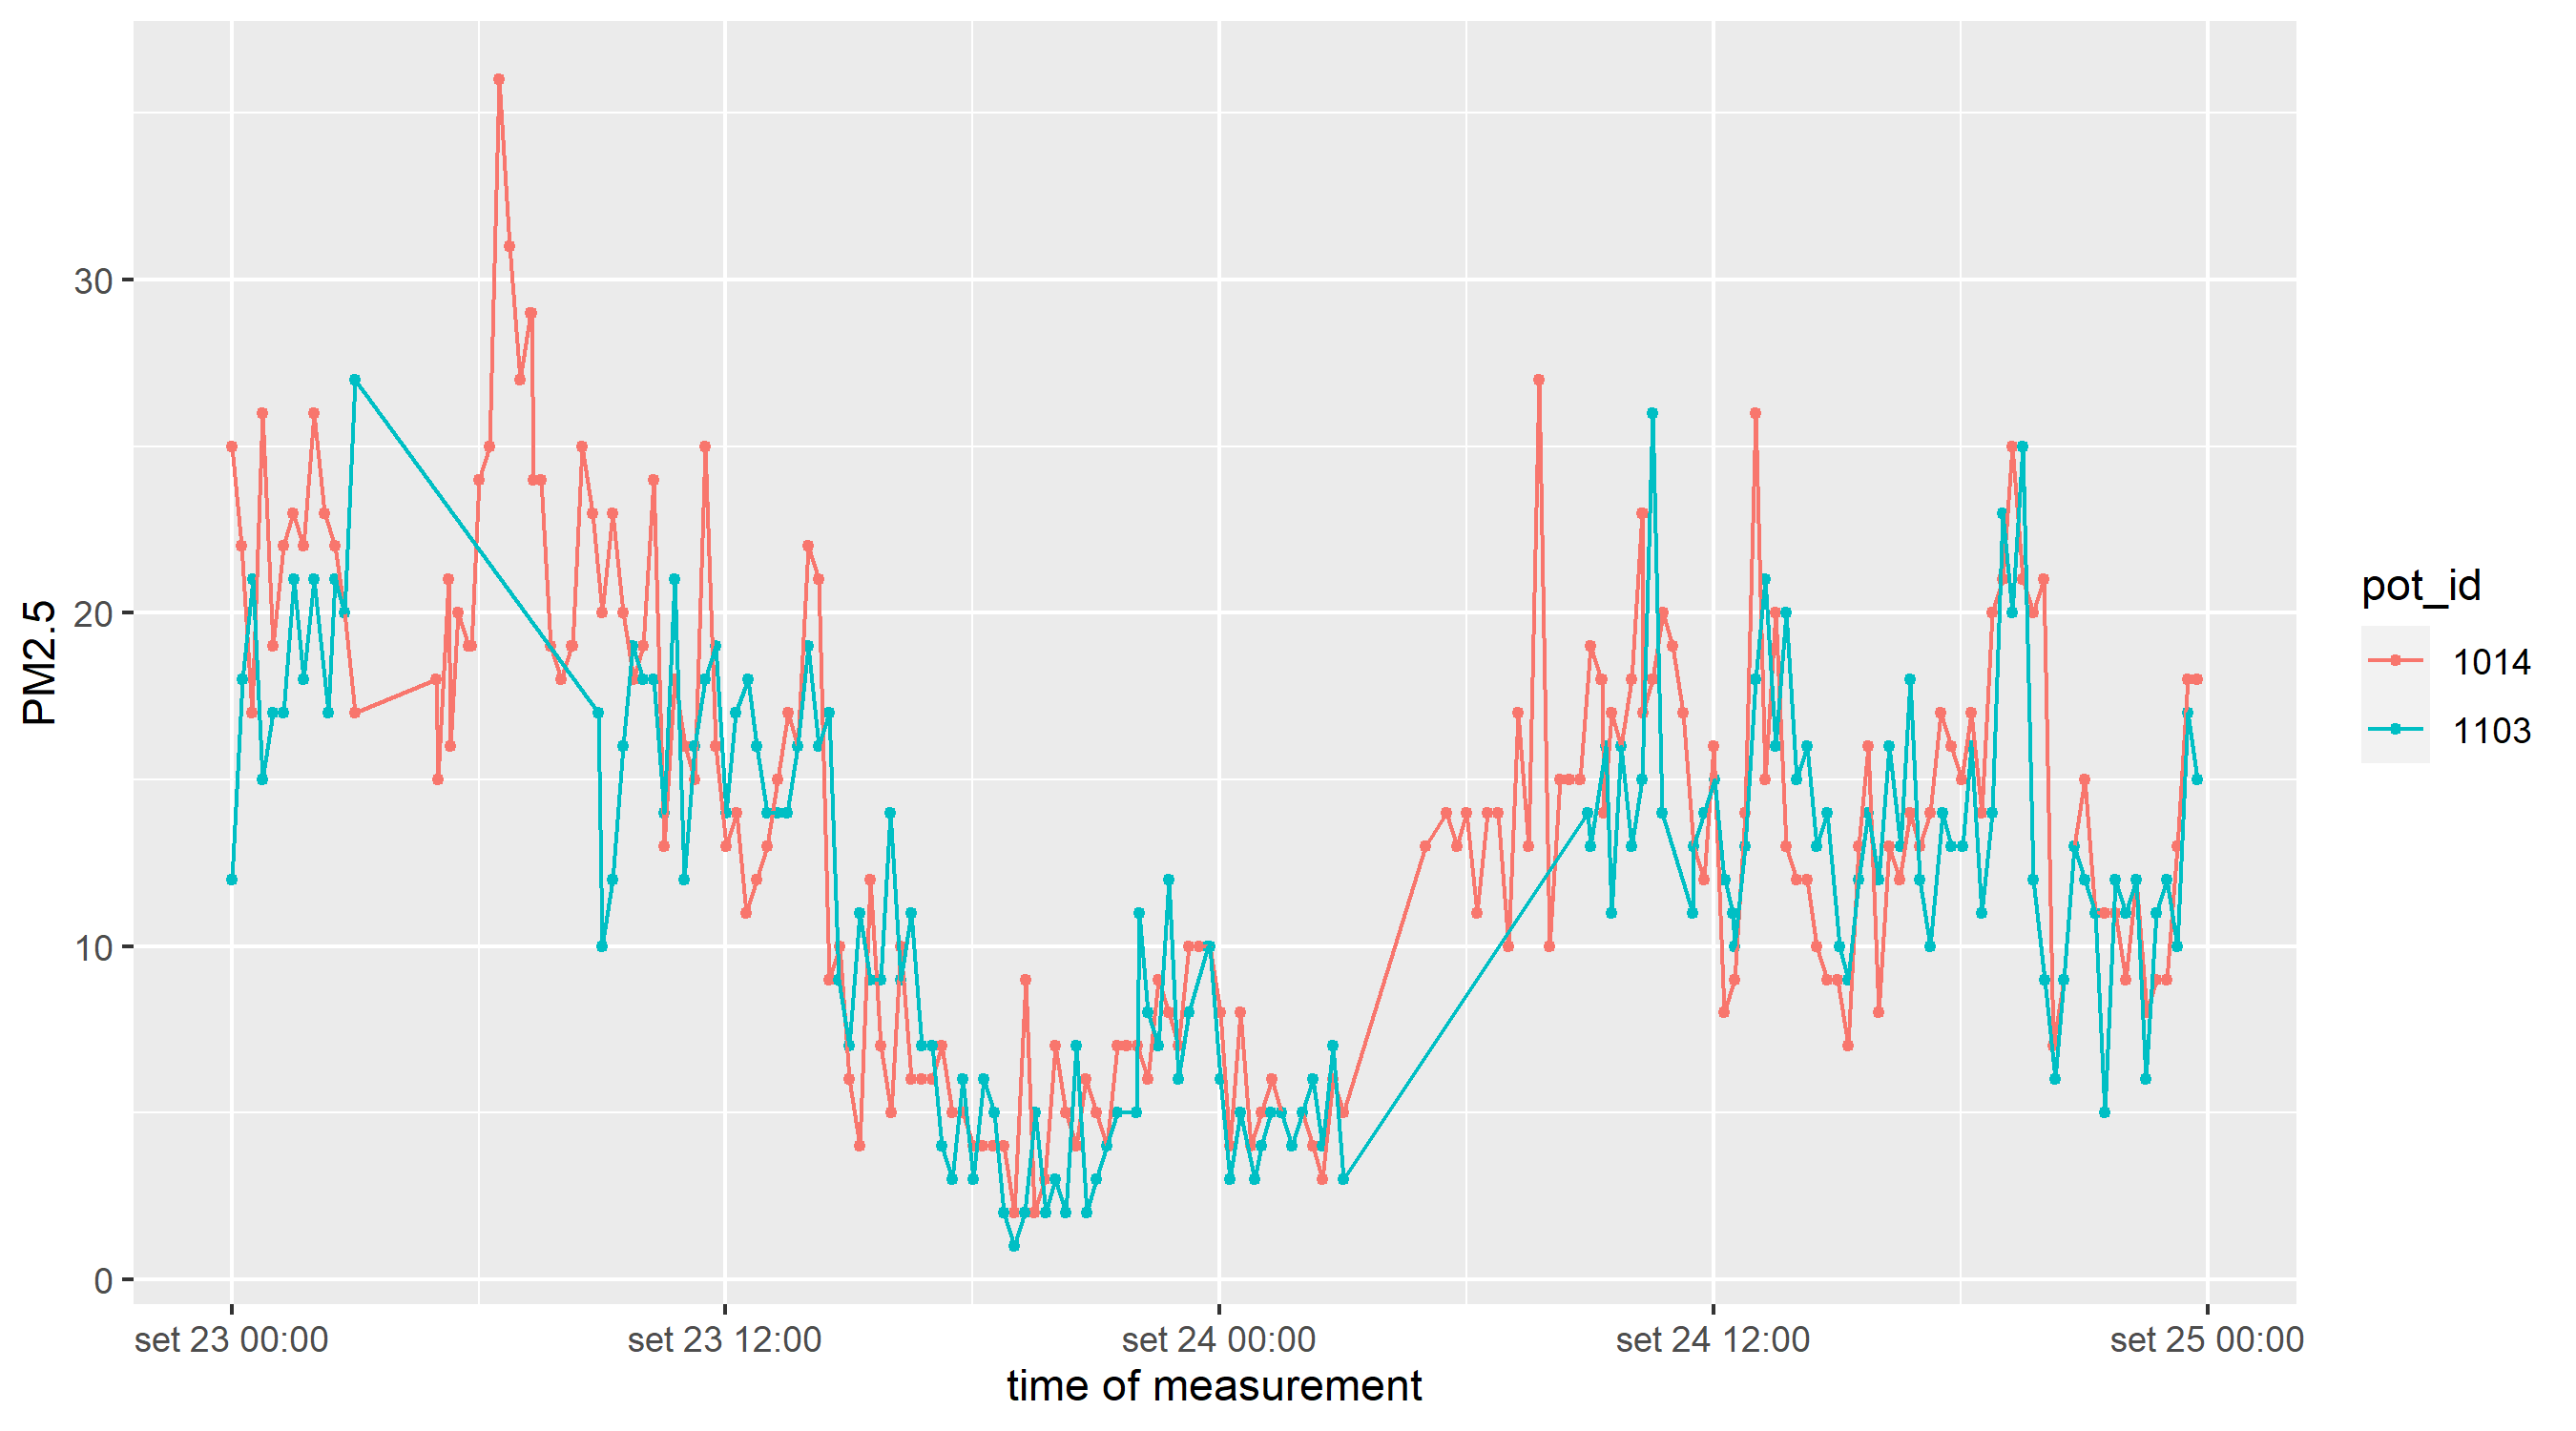 PM2.5
30
20
10
0
set 23 00:00
set 23 12:00
set 24 00:00
set 24 12:00
set 25 00:00
time of measurement
pot_id
1014
1103